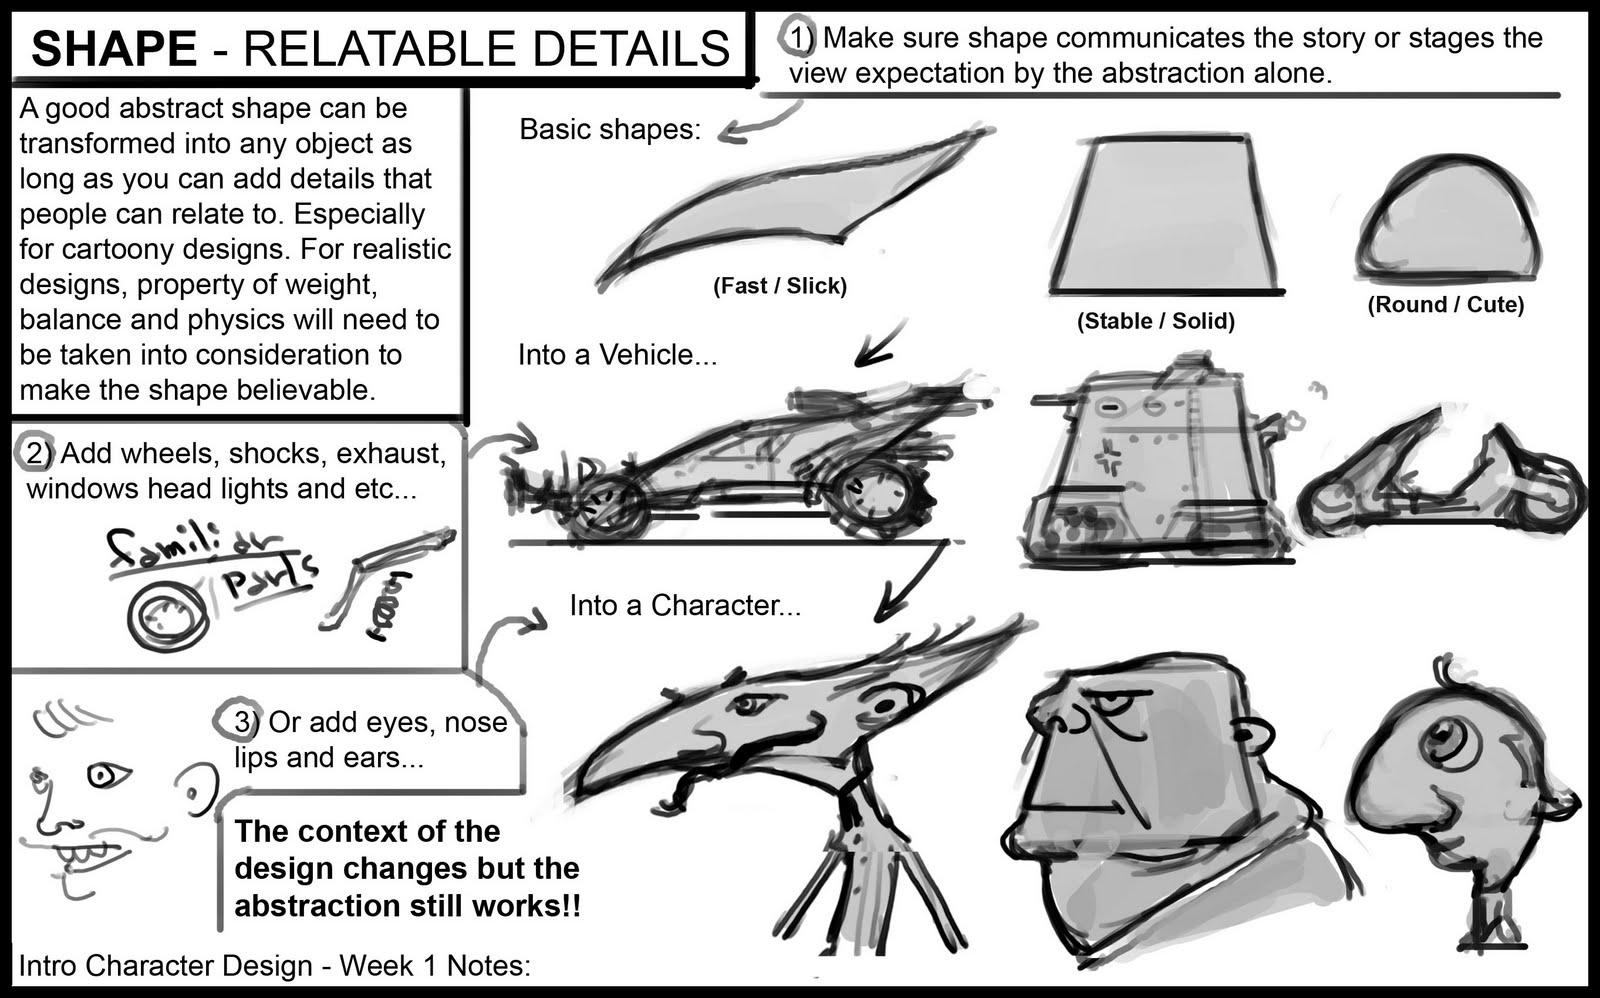 SHAPE - RELATABLE DETAILS
1) Make sure shape communicates the story or stages the
view expectation by the abstraction alone.
A good abstract shape can be
transformed into any object as
long as you can add details that
people can relate to. Especially
for cartoony designs. For realistic
designs, property of weight,
balance and physics will need to
be taken into consideration to
make the shape believable.
Basic shapes:
(Fast / Slick)
(Stable / Solid)
(Round / Cute)
Into a Vehicle...
2) Add wheels, shocks, exhaust,
windows head lights and etc...
familiar
parts
Into a Character...
3) Or add eyes, nose
lips and ears...
The context of the
design changes but the
abstraction still works!!
Intro Character Design - Week 1 Notes: